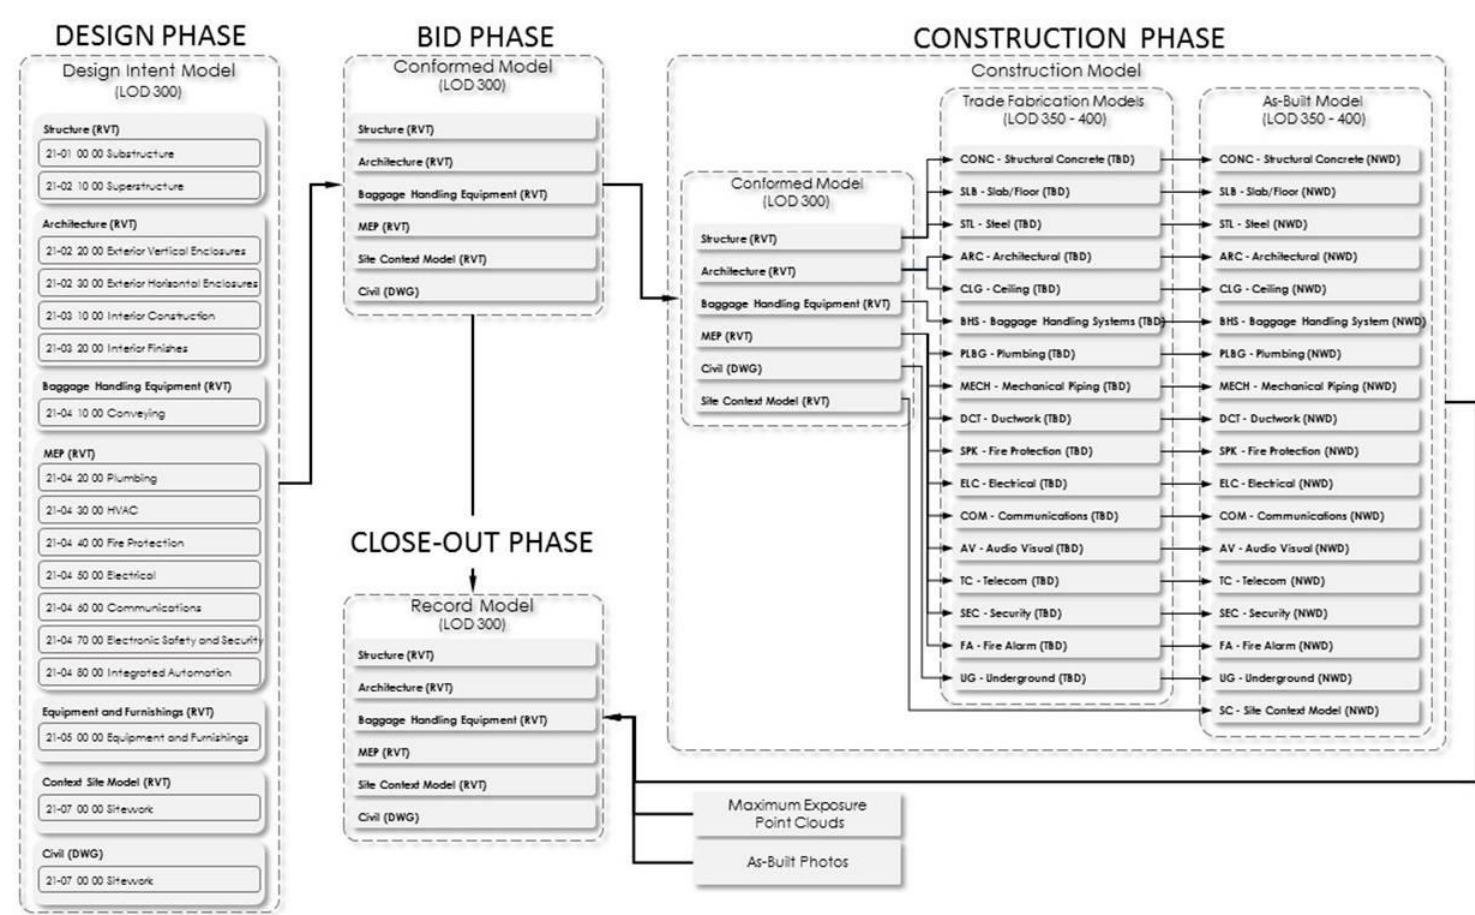 DESIGN PHASE
Design Intent Model
(LOD 300)
Structure (RVT)
21-01 00 00 Substructure
21-02 10 00 Superstructure
Architecture (RVT)
21-02 20 00 Exterior Vertical Enclosures
21-02 30 00 Exterior Horizontal Enclosures
21-03 10 00 Interior Construction
21-03 20 00 Interior Finishes
Baggage Handling Equipment (RVT)
21-04 10 00 Conveying
MEP (RVT)
21-04 20 00 Plumbing
21-04 30 00 HVAC
21-04 40 00 Fire Protection
21-04 50 00 Electrical
21-04 60 00 Communications
21-04 70 00 Electronic Safety and Security
21-04 80 00 Integrated Automation
Equipment and Furnishings (RVT)
21-05 00 00 Equipment and Furnishings
Context Site Model (RVT)
21-07 00 00 Sitework
Civil (DWG)
21-07 00 00 Sitework
BID PHASE
Conformed Model
(LOD 300)
Structure (RVT)
Architecture (RVT)
Baggage Handling Equipment (RVT)
MEP (RVT)
Site Context Model (RVT)
Civil (DWG)
CLOSE-OUT PHASE
Record Model
(LOD 300)
Structure (RVT)
Architecture (RVT)
Baggage Handling Equipment (RVT)
MEP (RVT)
Site Context Model (RVT)
Civil (DWG)
CONSTRUCTION PHASE
Construction Model
Conformed Model
(LOD 300)
Structure (RVT)
Architecture (RVT)
Baggage Handling Equipment (RVT)
MEP (RVT)
Civil (DWG)
Site Context Model (RVT)
Trade Fabrication Models
(LOD 350 - 400)
CONC - Structural Concrete (TBD)
SLB - Slab/Floor (TBD)
STL - Steel (TBD)
ARC - Architectural (TBD)
CLG - Ceiling (TBD)
BHS - Baggage Handling Systems (TBD)
PLBG - Plumbing (TBD)
MECH - Mechanical Piping (TBD)
DCT - Ductwork (TBD)
SPK - Fire Protection (TBD)
ELC - Electrical (TBD)
COM - Communications (TBD)
AV - Audio Visual (TBD)
TC - Telecom (TBD)
SEC - Security (TBD)
FA - Fire Alarm (TBD)
UG - Underground (TBD)
As-Built Model
(LOD 350 - 400)
CONC - Structural Concrete (NWD)
SLB - Slab/Floor (NWD)
STL - Steel (NWD)
ARC - Architectural (NWD)
CLG - Ceiling (NWD)
BHS - Baggage Handling System (NWD)
PLBG - Plumbing (NWD)
MECH - Mechanical Piping (NWD)
DCT - Ductwork (NWD)
SPK - Fire Protection (NWD)
ELC - Electrical (NWD)
COM - Communications (NWD)
AV - Audio Visual (NWD)
TC - Telecom (NWD)
SEC - Security (NWD)
FA - Fire Alarm (NWD)
UG - Underground (NWD)
SC - Site Context Model (NWD)
Maximum Exposure
Point Clouds
As-Built Photos